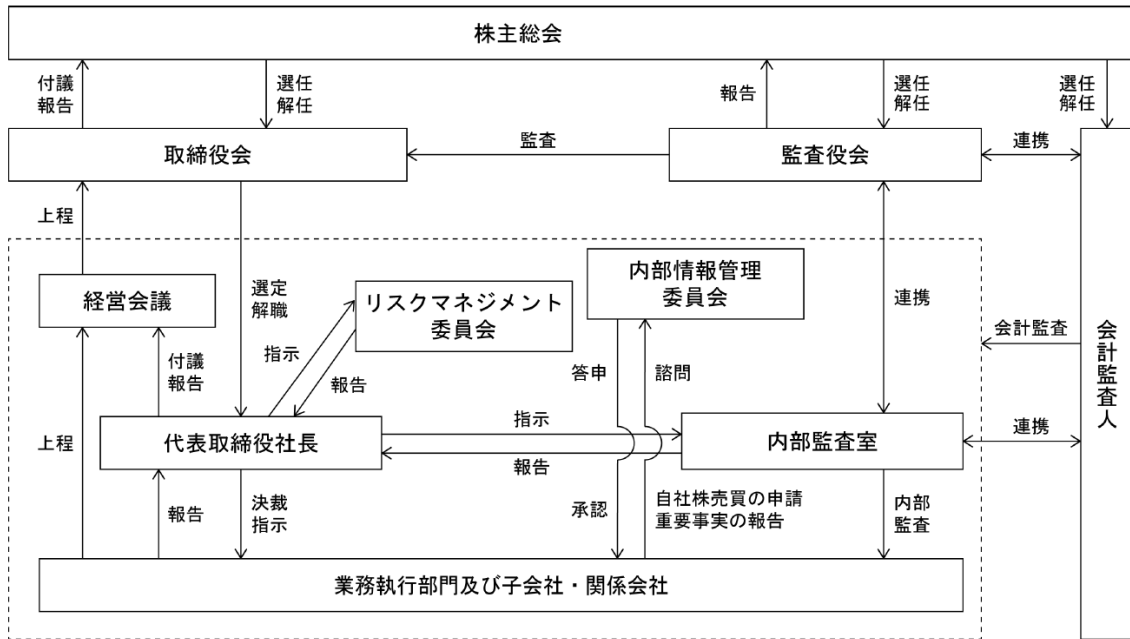 株主総会
付議
報告
選任
解任
報告
選任
解任
選任
解任
取締役会
監査
監査役会
連携
上程
選定
解職
連携
経営会議
リスクマネジメント
委員会
内部情報管理
委員会
会計監査
会計監査人
付議
報告
指示
報告
答申
諮問
上程
代表取締役社長
指示
報告
内部監査室
連携
報告
決裁
指示
承認
自社株売買の申請
重要事実の報告
内部
監査
業務執行部門及び子会社・関係会社